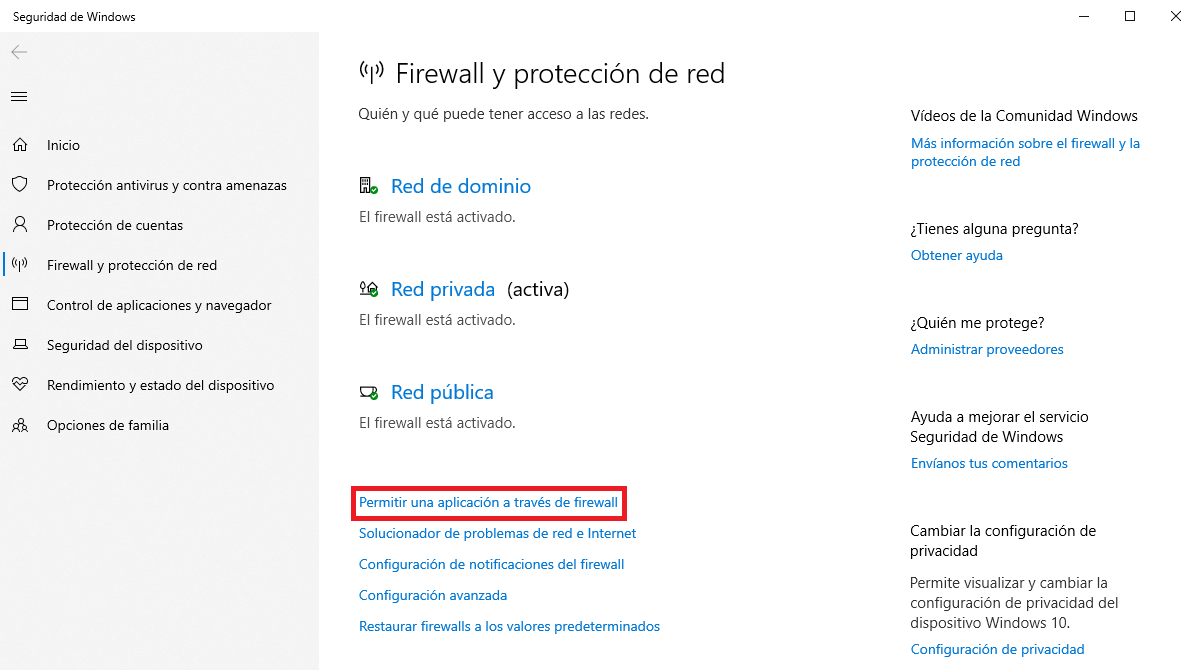 Seguridad de Windows
Inicio
Protección antivirus y contra amenazas
Protección de cuentas
Firewall y protección de red
Control de aplicaciones y navegador
Seguridad del dispositivo
Rendimiento y estado del dispositivo
Opciones de familia
Firewall y protección de red
Quién y qué puede tener acceso a las redes.
Red de dominio
El firewall está activado.
Red privada (activa)
El firewall está activado.
Red pública
El firewall está activado.
Permitir una aplicación a través de firewall
Solucionador de problemas de red e Internet
Configuración de notificaciones del firewall
Configuración avanzada
Restaurar firewalls a los valores predeterminados
Vídeos de la Comunidad Windows
Más información sobre el firewall y la
protección de red
¿Tienes alguna pregunta?
Obtener ayuda
¿Quién me protege?
Administrar proveedores
Ayuda a mejorar el servicio
Seguridad de Windows
Envíanos tus comentarios
Cambiar la configuración de
privacidad
Permite visualizar y cambiar la
configuración de privacidad del
dispositivo Windows 10.
Configuración de privacidad